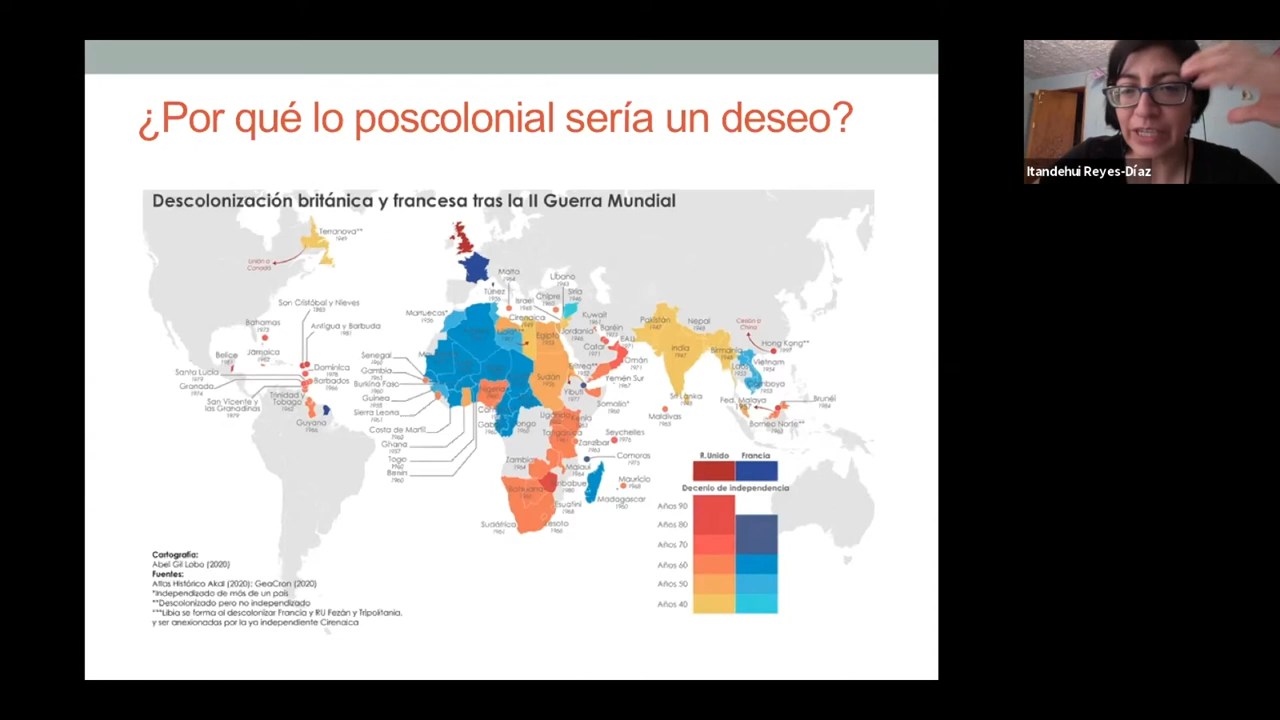 ¿Por qué lo poscolonial sería un deseo?
Itandehui Reyes-Díaz
Descolonización británica y francesa tras la II Guerra Mundial
Terranova**
1949
Unión a
Canadá
San Cristóbal y Nieves
1983
Bahamas
1973
Antigua y Barbuda
1981
Belice
1981
Jamaica
1962
Santa Lucía
1979
Dominica
1978
Granada
1974
Barbados
1966
San Vicente y
las Granadinas
1979
Trinidad y
Tobago
1962
Guyana
1966
Malta
1964
Túnez
1956
Marruecos*
1956
Líbano
1943
Siria
1946
Chipre
1960
Israel
1948
Cirenaica
1949
Jordania
1946
Kuwait
1961
Baréin
1971
Catar
1971
EAU
1971
Omán
Egipto
1953
Sudán
1956
Eritrea**
Yemen Sur
1967
Yibuti
1977
Somalia*
1960
Senegal
1960
Gambia
1965
Burkina Faso
1960
Guinea
1958
Sierra Leona
1961
Costa de Marfil
1960
Ghana
1957
Togo
1960
Benín
1960
Uganda
Kenia
Zanzíbar
1963
Seychelles
1976
Comoras
1975
Zambia
1964
Malaui
1964
Mauricio
1968
Madagascar
1960
Esuatini
1968
Lesoto
1966
Sudáfrica
1961
Pakistán
1947
India
1947
Nepal
Birmania
Sri Lanka
1948
Maldivas
1965
Cesión a
China
Hong Kong**
1997
Laos
1953
Vietnam
1954
Camboya
1953
Fed. Malaya
1957
Brunéi
1984
Borneo Norte**
1963
R.Unido Francia
Decenio de independencia
Años 90
Años 80
Años 70
Años 60
Años 50
Años 40
Cartografía:
Abel Gil Lobo (2020)
Fuentes:
Atlas Histórico Akal (2020); GeaCron (2020)
*Independizado de más de un país
**Descolonizado pero no independizado
***Libia se forma al descolonizar Francia y RU Fezán y Tripolitania,
y ser anexionadas por la ya independiente Cirenaica